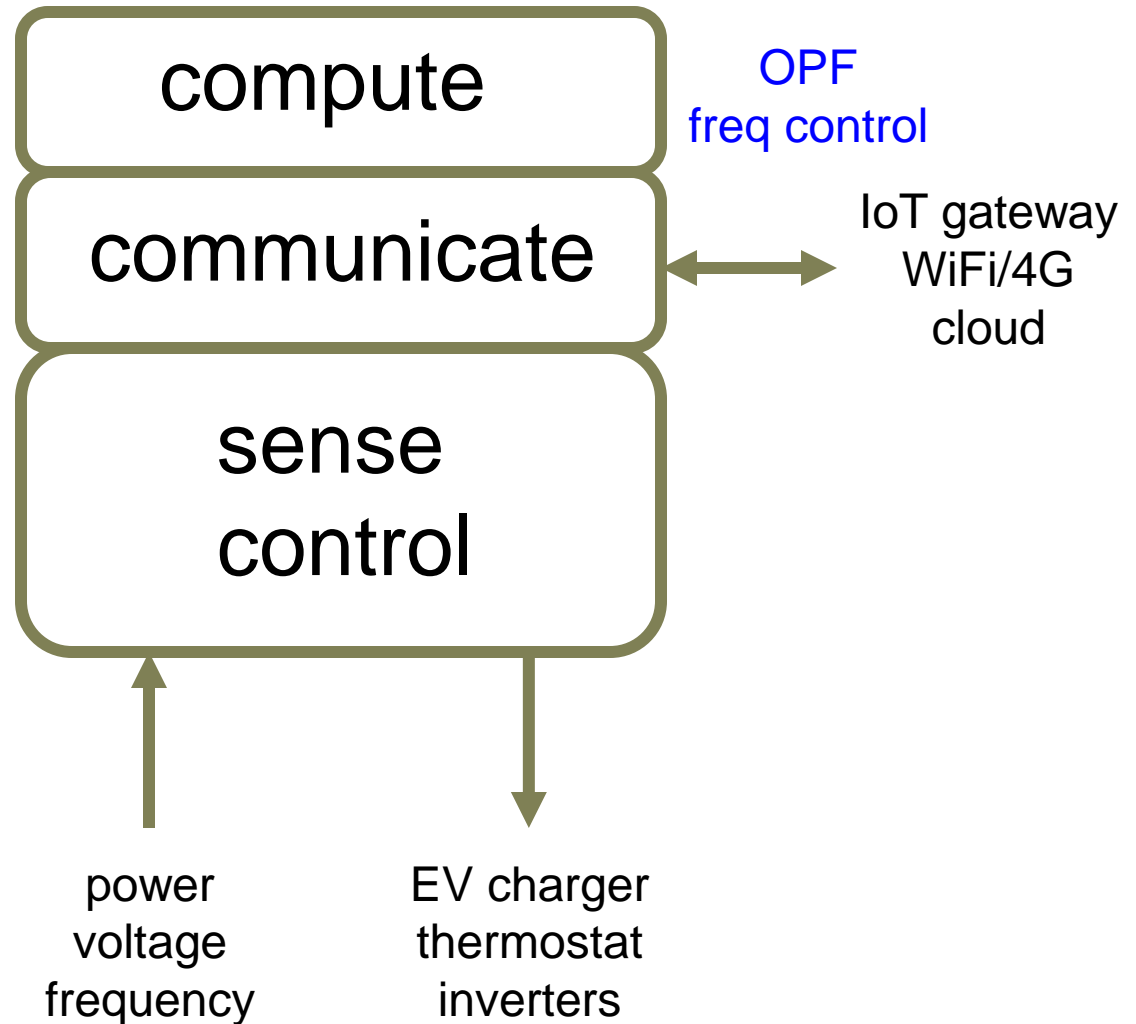 compute
OPF
freq control
communicate
IoT gateway
WiFi/4G
cloud
sense
control
power
voltage
frequency
EV charger
thermostat
inverters